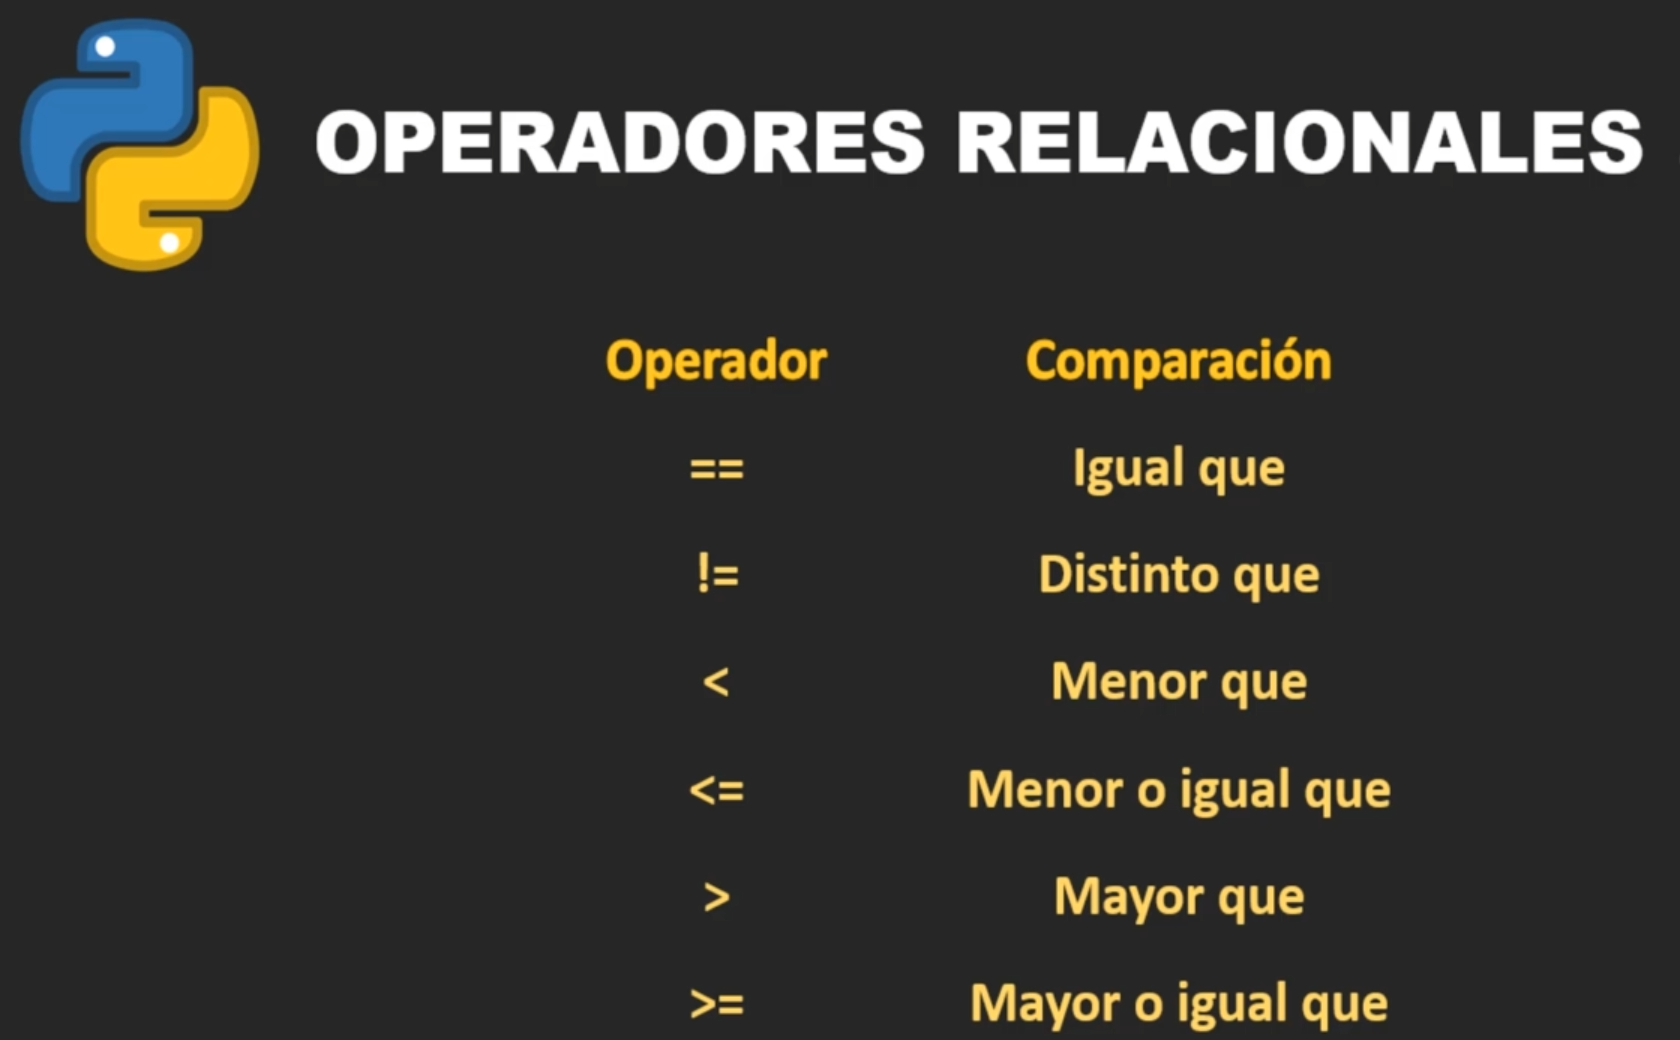 OPERADORES RELACIONALES
Operador Comparación
== Igual que
!= Distinto que
< Menor que
<= Menor o igual que
> Mayor que
>= Mayor o igual que